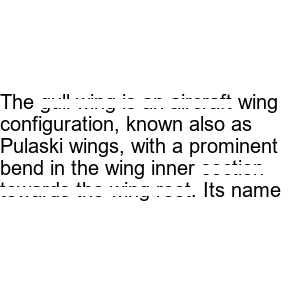 The gull wing is an aircraft wing
configuration, known also as
Pulaski wings, with a prominent
bend in the wing inner section
towards the wing root. Its name